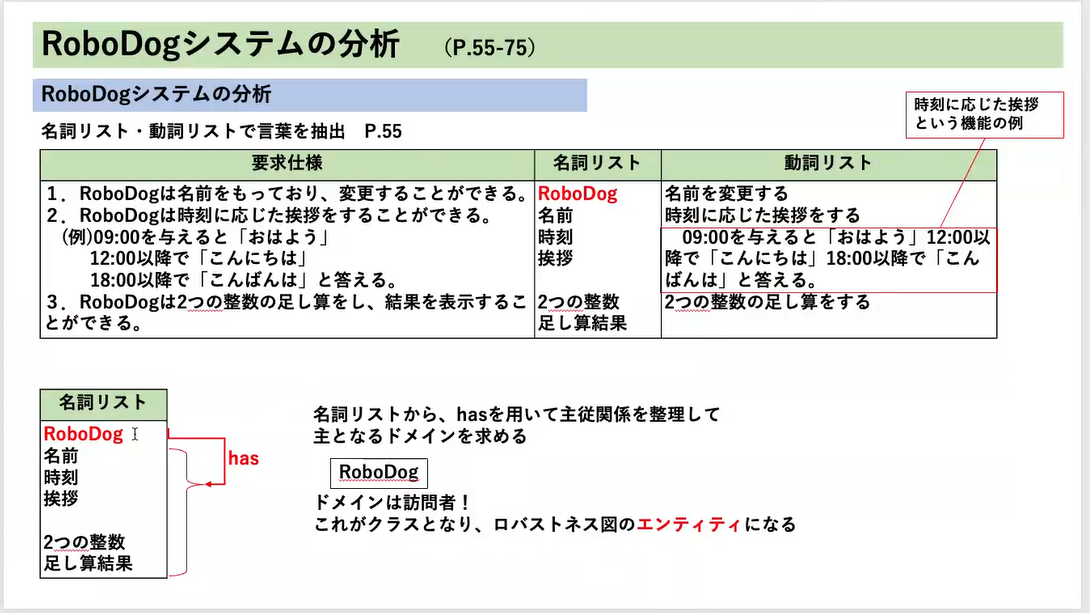 RoboDogシステムの分析 （P.55-75）
RoboDogシステムの分析
時刻に応じた挨拶
という機能の例
名詞リスト・動詞リストで言葉を抽出 P.55
要求仕様 名詞リスト 動詞リスト
１．RoboDogは名前をもっており、変更することができる。 RoboDog 名前を変更する
２．RoboDogは時刻に応じた挨拶をすることができる。 名前 時刻に応じた挨拶をする
(例)09:00を与えると「おはよう」 時刻 09:00を与えると「おはよう」12:00以
12:00以降で「こんにちは」 挨拶 降で「こんにちは」18:00以降で「こん
18:00以降で「こんばんは」と答える。 ばんは」と答える。
３．RoboDogは2つの整数の足し算をし、結果を表示するこ 2つの整数 2つの整数の足し算をする
とができる。 足し算結果
名詞リスト
RoboDog
名前
時刻
挨拶
2つの整数
足し算結果
has
名詞リストから、hasを用いて主従関係を整理して
主となるドメインを求める
RoboDog
ドメインは訪問者！
これがクラスとなり、ロバストネス図のエンティティになる